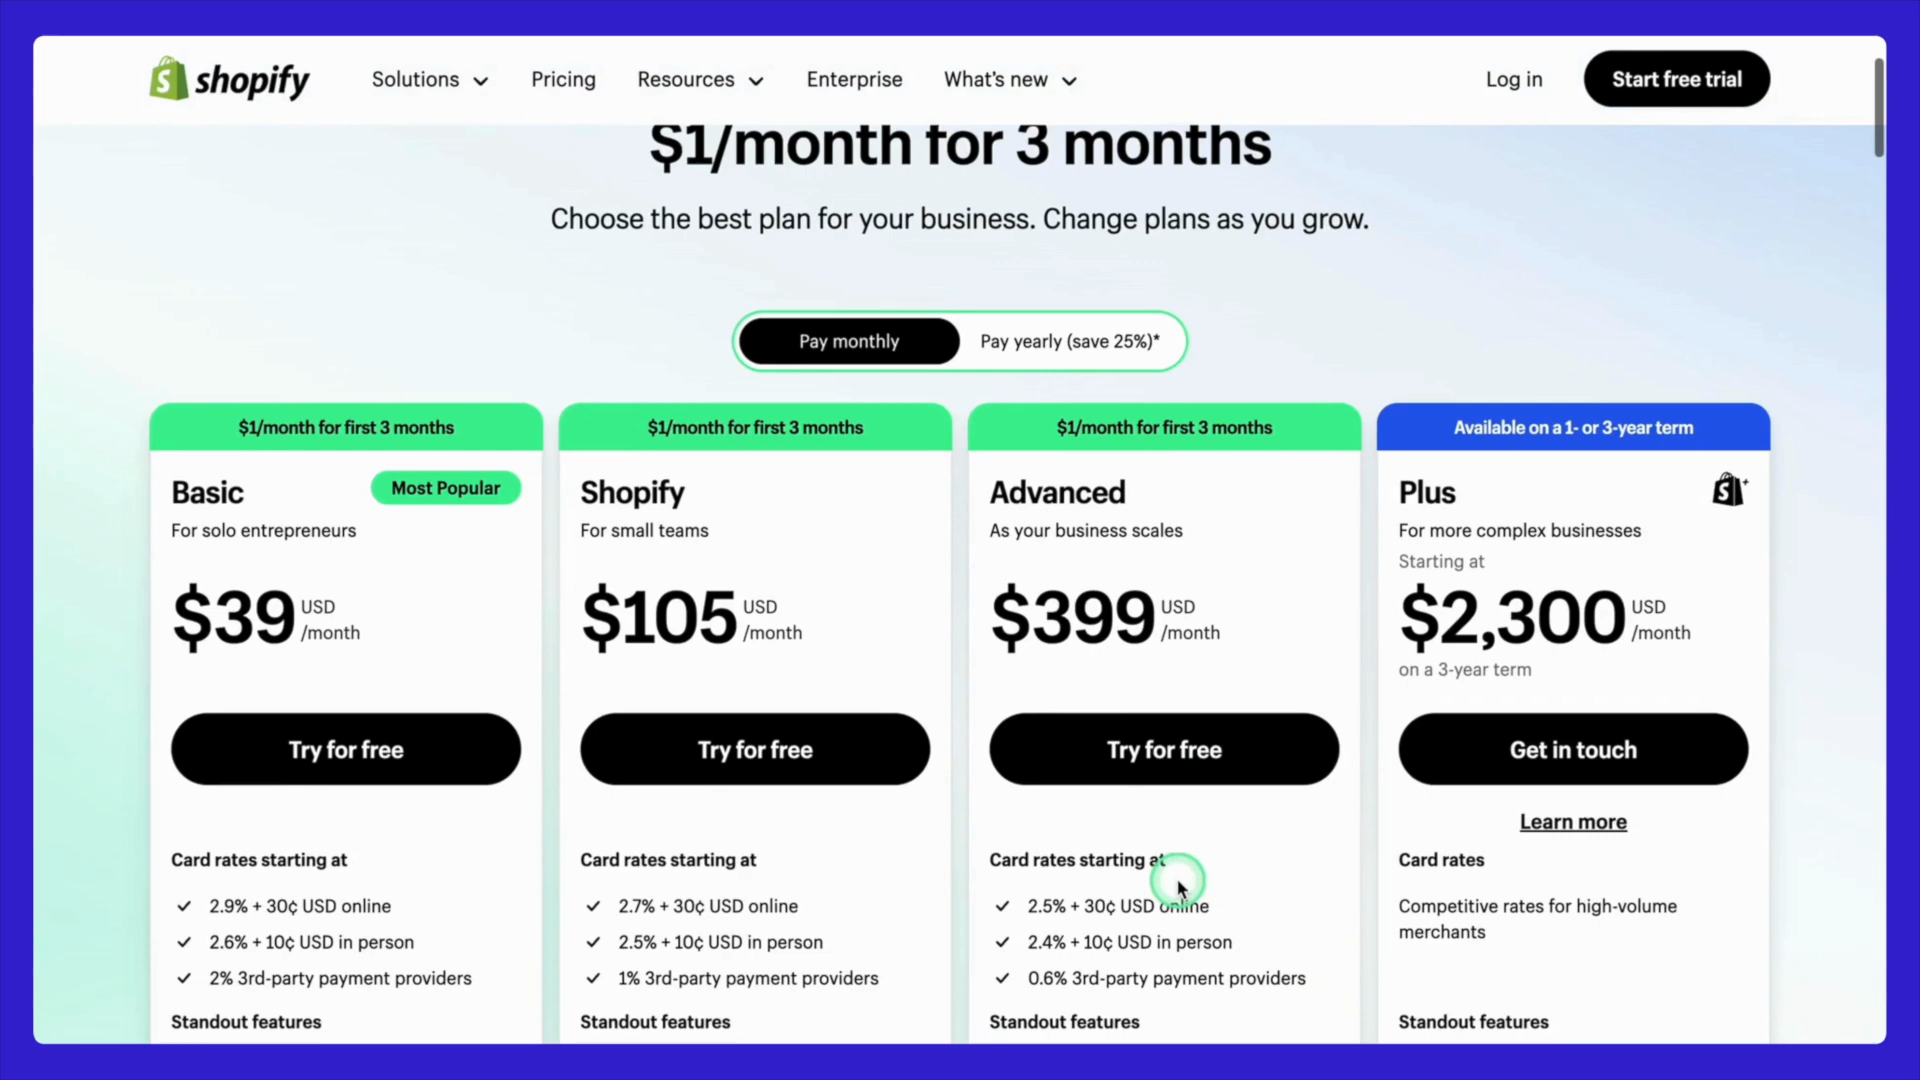 shopify
Solutions
Pricing
Resources
Enterprise
What's new
Log in
Start free trial
$1/month for 3 months
Choose the best plan for your business. Change plans as you grow.
Pay monthly
Pay yearly (save 25%)*
$1/month for first 3 months
Basic
Most Popular
For solo entrepreneurs
$39 USD
/month
Try for free
Card rates starting at
2.9% + 30¢ USD online
2.6% + 10¢ USD in person
2% 3rd-party payment providers
Standout features
$1/month for first 3 months
Shopify
For small teams
$105 USD
/month
Try for free
Card rates starting at
2.7% + 30¢ USD online
2.5% + 10¢ USD in person
1% 3rd-party payment providers
Standout features
$1/month for first 3 months
Advanced
As your business scales
$399 USD
/month
Try for free
Card rates starting at
2.5% + 30¢ USD online
2.4% + 10¢ USD in person
0.6% 3rd-party payment providers
Standout features
Available on a 1- or 3-year term
Plus
For more complex businesses
Starting at
$2,300 USD
/month
on a 3-year term
Get in touch
Learn more
Card rates
Competitive rates for high-volume
merchants
Standout features